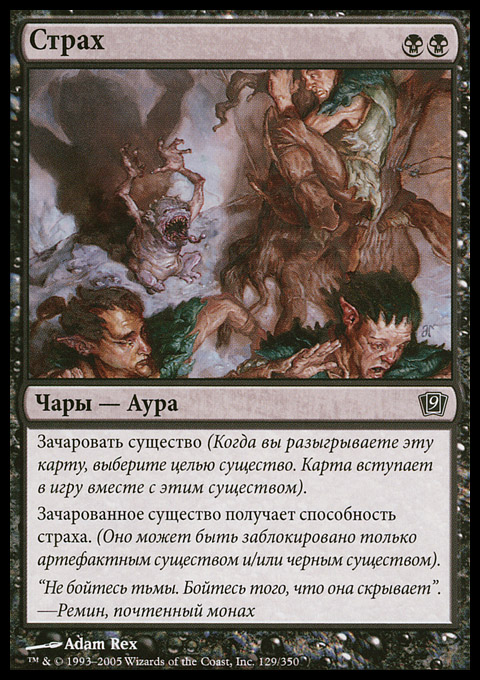 Страх
ar
Чары — Аура
9
Зачаровать существо (Когда вы разыгрываете эту
карту, выберите целью существо. Карта вступает
в игру вместе с этим существом).
Зачарованное существо получает способность
страха. (Оно может быть заблокировано только
артефактным существом и/или черным существом).
“Не бойтесь тьмы. Бойтесь того, что она скрывает”.
—Ремин, почтенный монах
Adam Rex
™ & © 1993–2005 Wizards of the Coast, Inc. 129/350